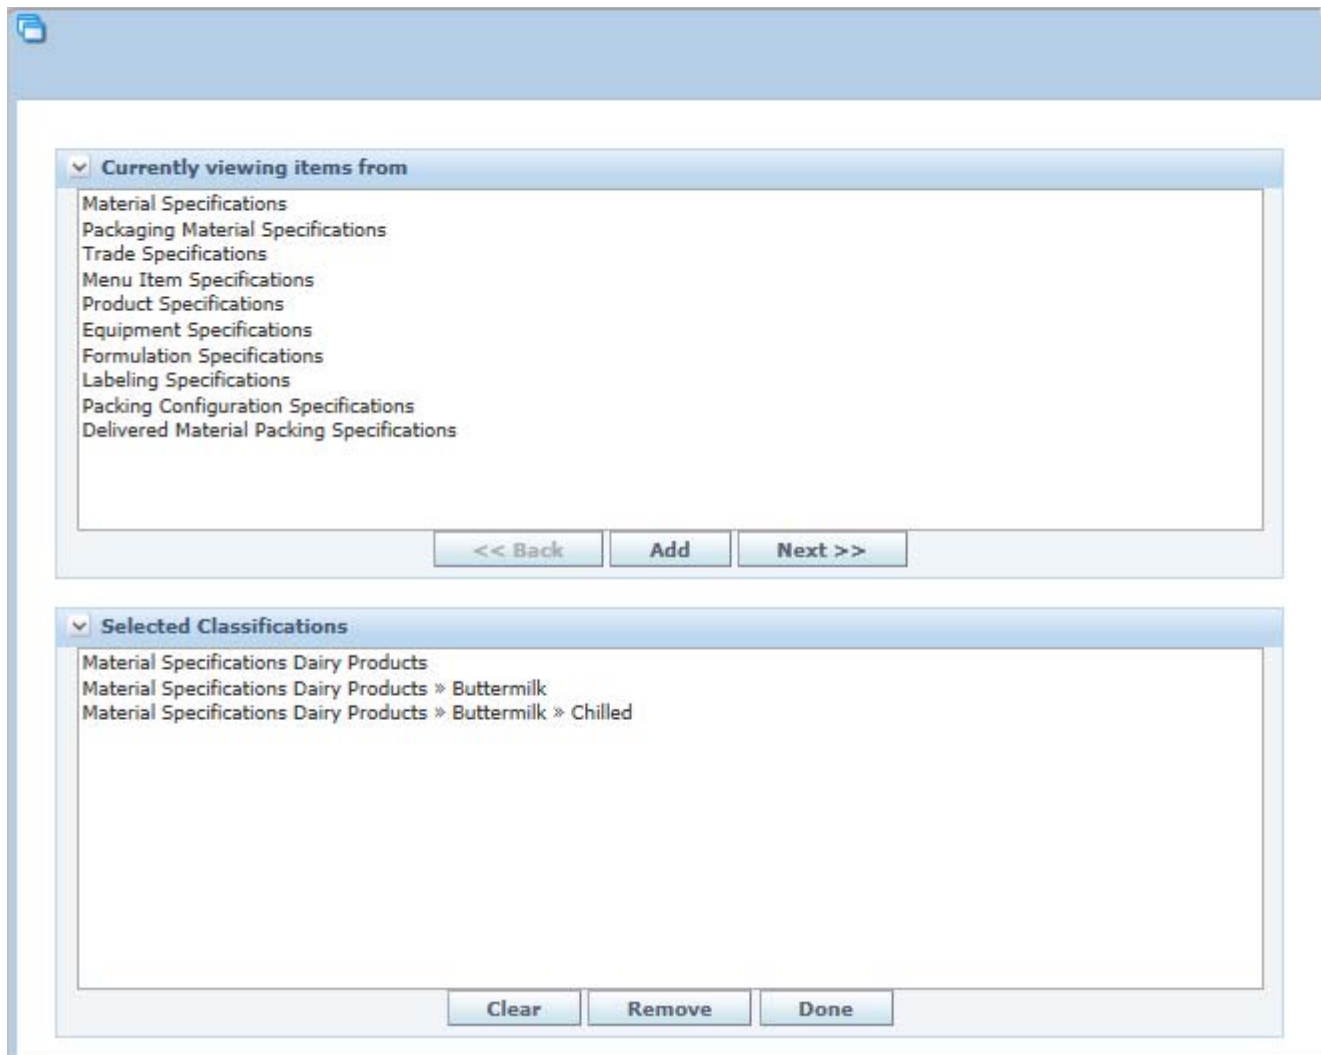 Currently viewing items from
Material Specifications
Packaging Material Specifications
Trade Specifications
Menu Item Specifications
Product Specifications
Equipment Specifications
Formulation Specifications
Labeling Specifications
Packing Configuration Specifications
Delivered Material Packing Specifications
<< Back Add Next >>
Selected Classifications
Material Specifications Dairy Products
Material Specifications Dairy Products » Buttermilk
Material Specifications Dairy Products » Buttermilk » Chilled
Clear Remove Done